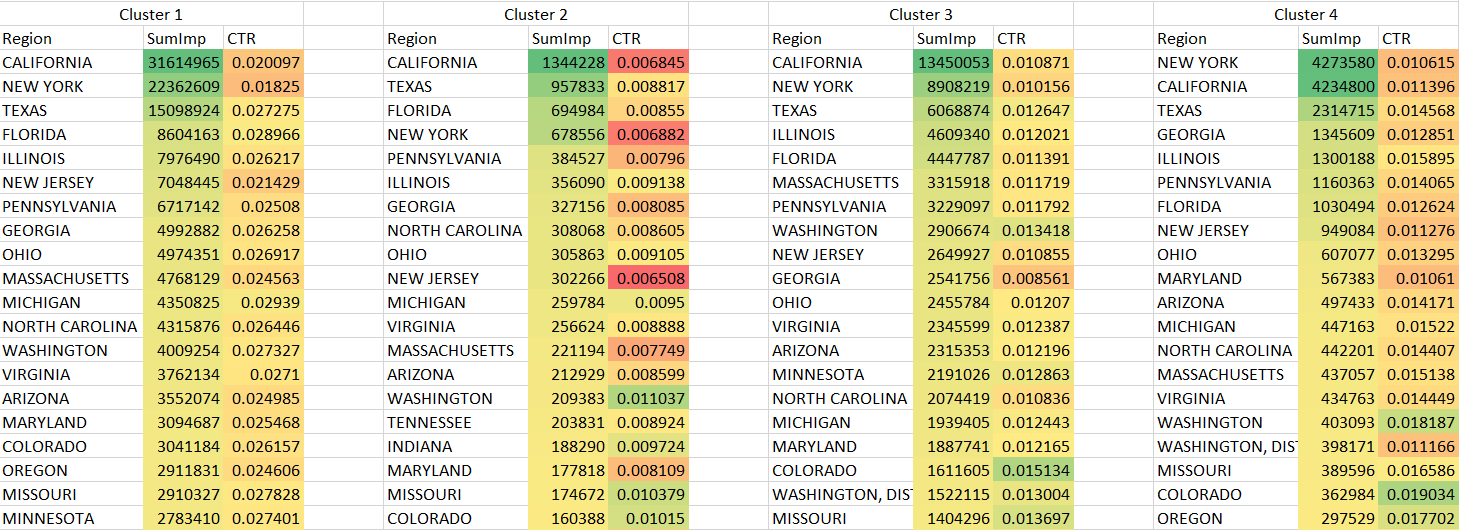 Cluster 1 Cluster 2 Cluster 3 Cluster 4
Region SumImp CTR Region SumImp CTR Region SumImp CTR Region SumImp CTR
CALIFORNIA 31614965 0.020097 CALIFORNIA 1344228 0.006845 CALIFORNIA 13450053 0.010871 NEW YORK 4273580 0.010615
NEW YORK 22362609 0.01825 TEXAS 957833 0.008817 NEW YORK 8908219 0.010156 CALIFORNIA 4234800 0.011396
TEXAS 15098924 0.027275 FLORIDA 694984 0.00855 TEXAS 6068874 0.012647 TEXAS 2314715 0.014568
FLORIDA 8604163 0.028966 NEW YORK 678556 0.006882 ILLINOIS 4609340 0.012021 GEORGIA 1345609 0.012851
ILLINOIS 7976490 0.026217 PENNSYLVANIA 384527 0.00796 FLORIDA 4447787 0.011391 ILLINOIS 1300188 0.015895
NEW JERSEY 7048445 0.021429 ILLINOIS 356090 0.009138 MASSACHUSETTS 3315918 0.011719 PENNSYLVANIA 1160363 0.014065
PENNSYLVANIA 6717142 0.02508 GEORGIA 327156 0.008085 PENNSYLVANIA 3229097 0.011792 FLORIDA 1030494 0.012624
GEORGIA 4992882 0.026258 NORTH CAROLINA 308068 0.008605 WASHINGTON 2906674 0.013418 NEW JERSEY 949084 0.011276
OHIO 4974351 0.026917 OHIO 305863 0.009105 NEW JERSEY 2649927 0.010855 OHIO 607077 0.013295
MASSACHUSETTS 4768129 0.024563 NEW JERSEY 302266 0.006508 GEORGIA 2541756 0.008561 MARYLAND 567383 0.01061
MICHIGAN 4350825 0.02939 MICHIGAN 259784 0.0095 OHIO 2455784 0.01207 ARIZONA 497433 0.014171
NORTH CAROLINA 4315876 0.026446 VIRGINIA 256624 0.008888 VIRGINIA 2345599 0.012387 MICHIGAN 447163 0.01522
WASHINGTON 4009254 0.027327 MASSACHUSETTS 221194 0.007749 ARIZONA 2315353 0.012196 NORTH CAROLINA 442201 0.014407
VIRGINIA 3762134 0.0271 ARIZONA 212929 0.008599 MINNESOTA 2191026 0.012863 MASSACHUSETTS 437057 0.015138
ARIZONA 3552074 0.024985 WASHINGTON 209383 0.011037 NORTH CAROLINA 2074419 0.010836 VIRGINIA 434763 0.014449
MARYLAND 3094687 0.025468 TENNESSEE 203831 0.008924 MICHIGAN 1939405 0.012443 WASHINGTON 403093 0.018187
COLORADO 3041184 0.026157 INDIANA 188290 0.009724 MARYLAND 1887741 0.012165 WASHINGTON, DIS 398171 0.011166
OREGON 2911831 0.024606 MARYLAND 177818 0.008109 COLORADO 1611605 0.015134 MISSOURI 389596 0.016586
MISSOURI 2910327 0.027828 MISSOURI 174672 0.010379 WASHINGTON, DIST 1522115 0.013004 COLORADO 362984 0.019034
MINNESOTA 2783410 0.027401 COLORADO 160388 0.01015 MISSOURI 1404296 0.013697 OREGON 297529 0.017702